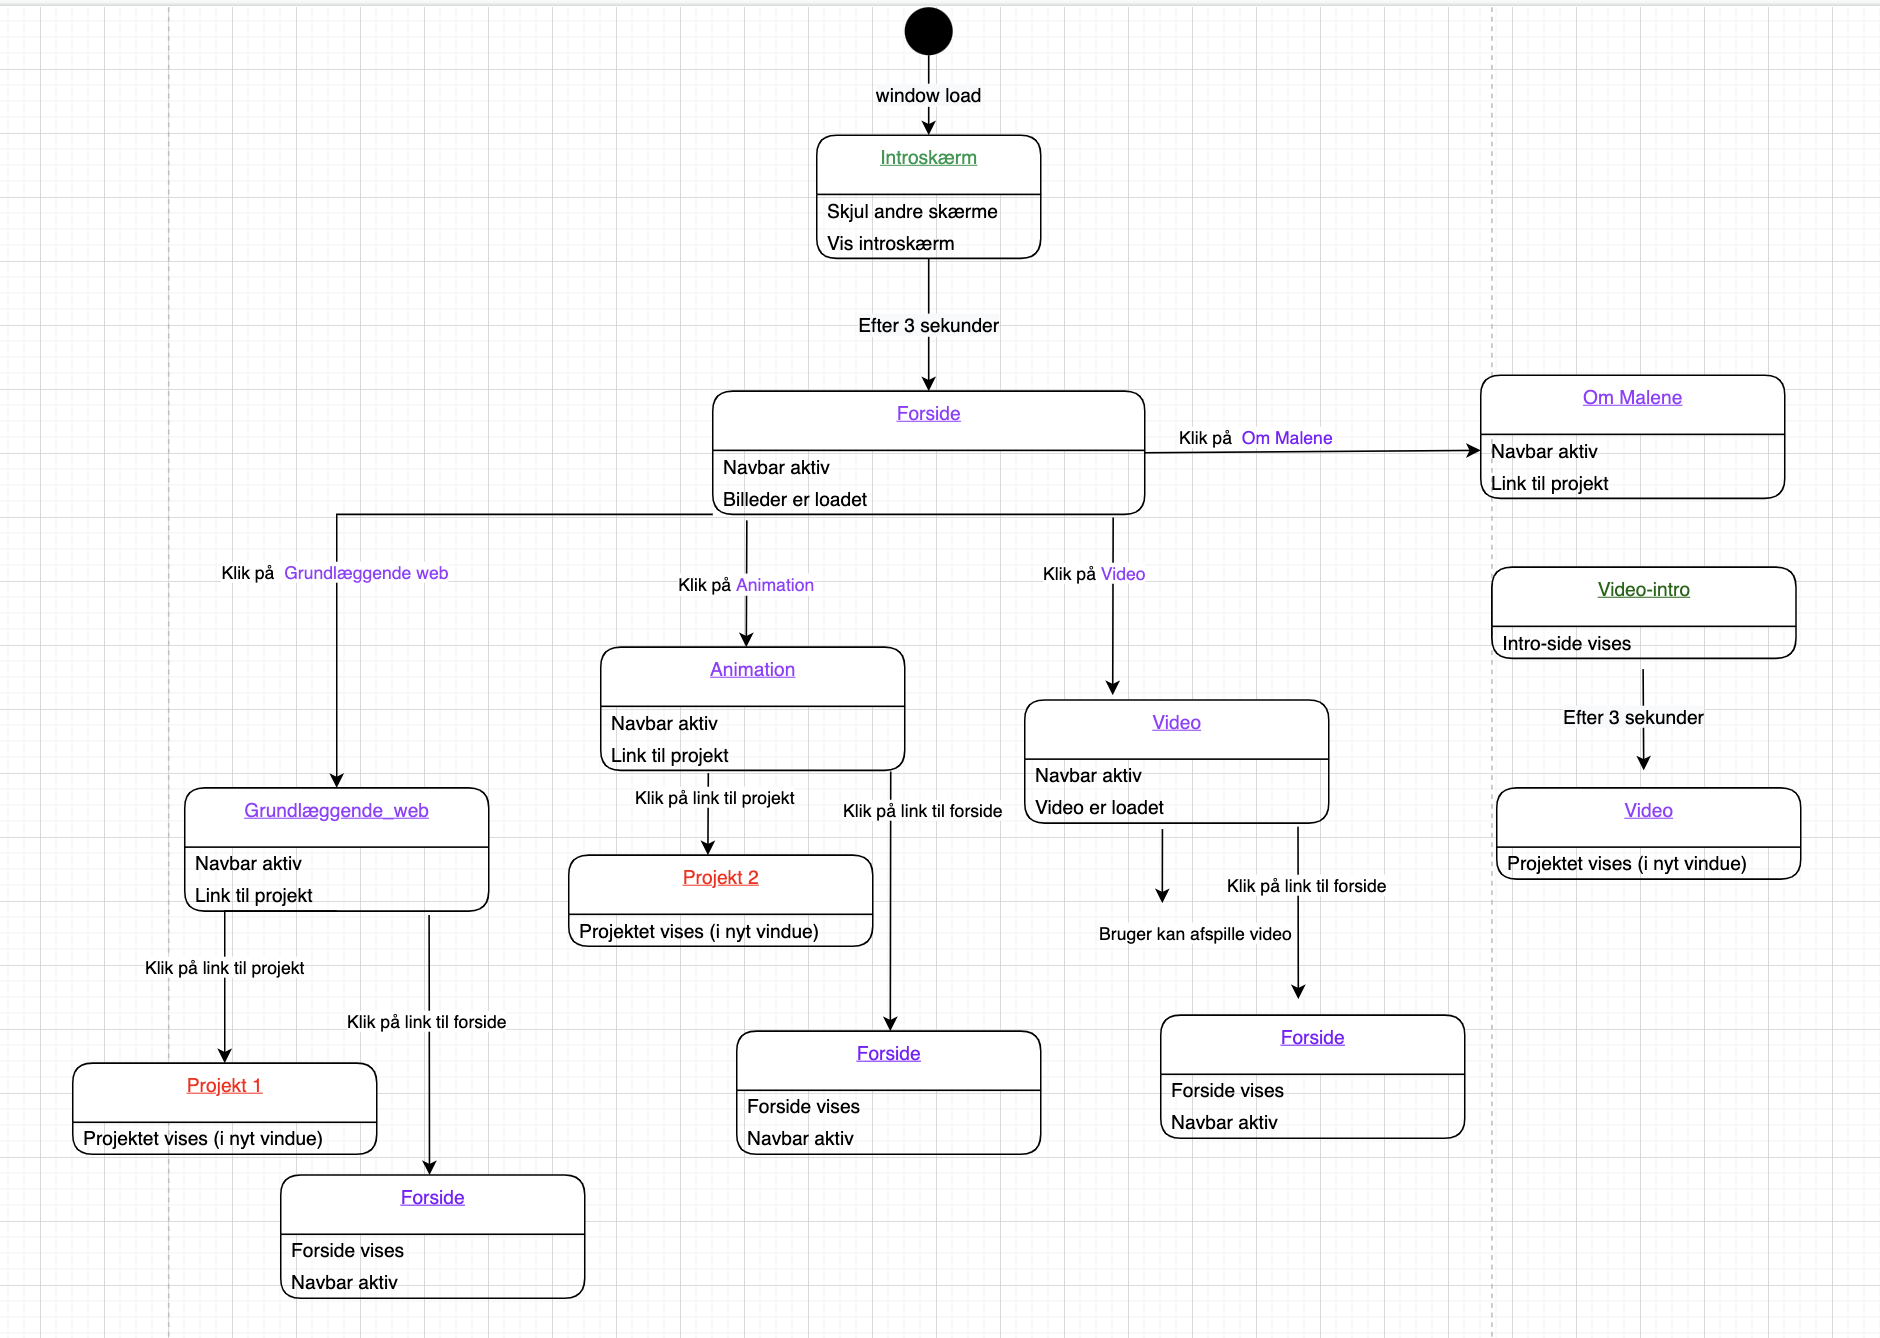 window load
Introskærm
Skjul andre skærme
Vis introskærm
Efter 3 sekunder
Forside
Navbar aktiv
Billeder er loadet
Klik på Om Malene
Om Malene
Navbar aktiv
Link til projekt
Klik på Grundlæggende web
Klik på Animation
Klik på Video
Video-intro
Intro-side vises
Efter 3 sekunder
Video
Projektet vises (i nyt vindue)
Animation
Navbar aktiv
Link til projekt
Klik på link til projekt
Klik på link til forside
Projekt 2
Projektet vises (i nyt vindue)
Forside
Forside vises
Navbar aktiv
Video
Navbar aktiv
Video er loadet
Klik på link til forside
Bruger kan afspille video
Forside
Forside vises
Navbar aktiv
Grundlæggende_web
Navbar aktiv
Link til projekt
Klik på link til projekt
Klik på link til forside
Projekt 1
Projektet vises (i nyt vindue)
Forside
Forside vises
Navbar aktiv